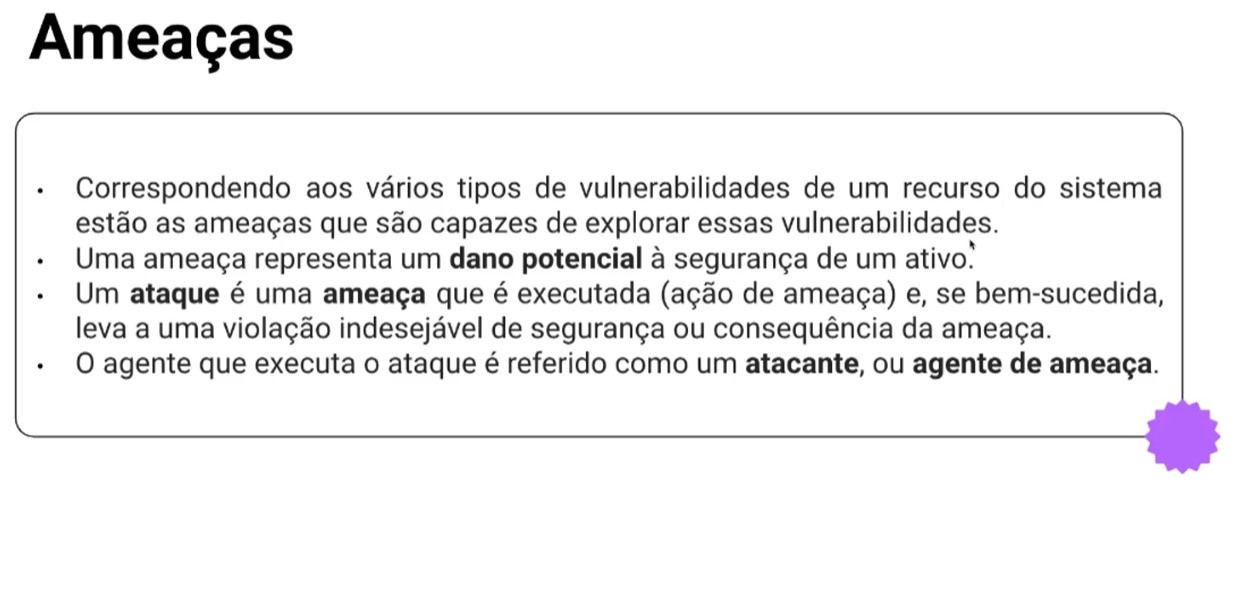 Ameaças
• Correspondendo aos vários tipos de vulnerabilidades de um recurso do sistema
estão as ameaças que são capazes de explorar essas vulnerabilidades.
• Uma ameaça representa um dano potencial à segurança de um ativo.
• Um ataque é uma ameaça que é executada (ação de ameaça) e, se bem-sucedida,
leva a uma violação indesejável de segurança ou consequência da ameaça.
• O agente que executa o ataque é referido como um atacante, ou agente de ameaça.